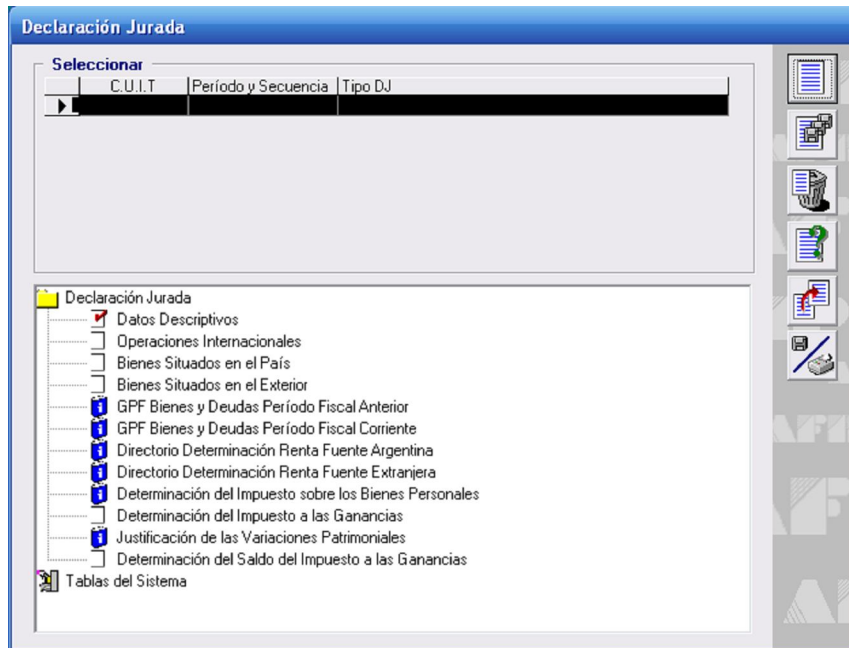 Declaración Jurada
Seleccionar
C.U.I.T Período y Secuencia Tipo DJ
Declaración Jurada
Datos Descriptivos
Operaciones Internacionales
Bienes Situados en el País
Bienes Situados en el Exterior
GPF Bienes y Deudas Período Fiscal Anterior
GPF Bienes y Deudas Período Fiscal Corriente
Directorio Determinación Renta Fuente Argentina
Directorio Determinación Renta Fuente Extranjera
Determinación del Impuesto sobre los Bienes Personales
Determinación del Impuesto a las Ganancias
Justificación de las Variaciones Patrimoniales
Determinación del Saldo del Impuesto a las Ganancias
Tablas del Sistema